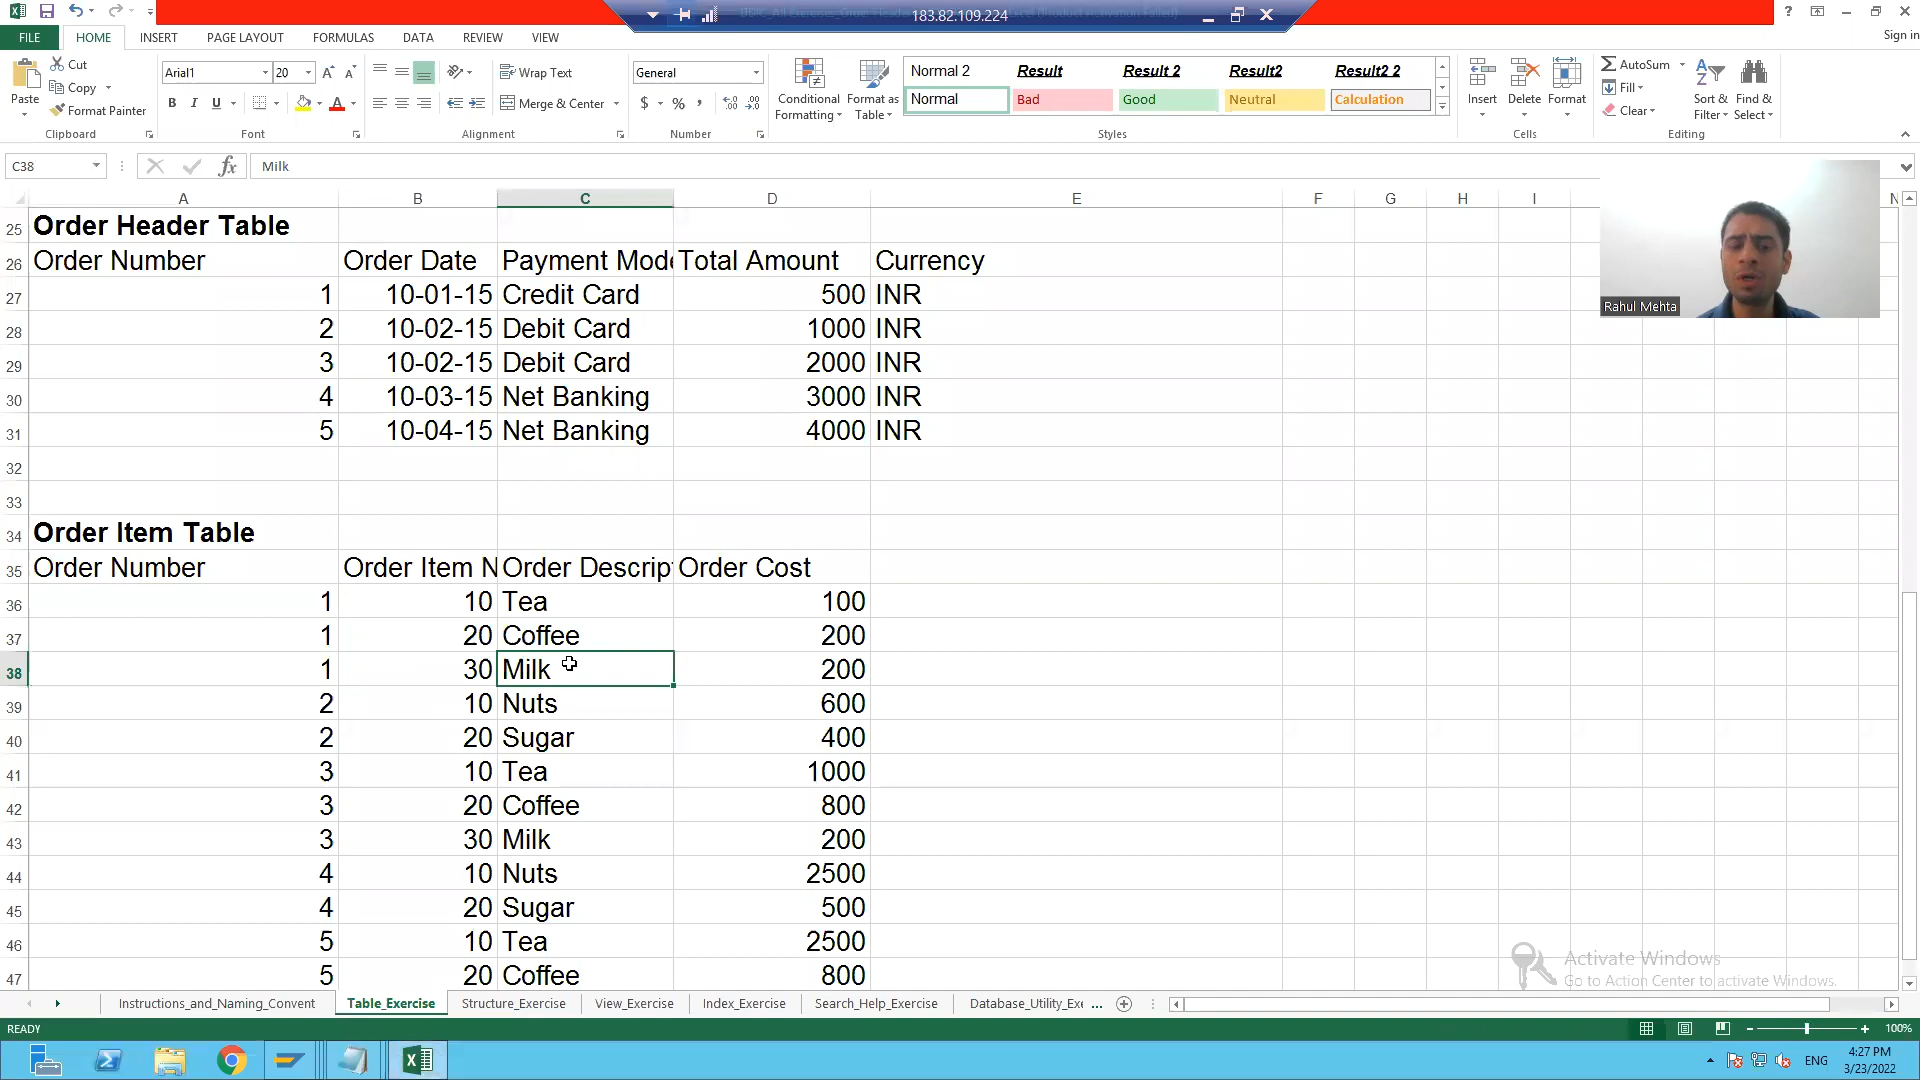 183.82.109.224
Sign in
FILE HOME INSERT PAGE LAYOUT FORMULAS DATA REVIEW VIEW
Cut
Copy
Format Painter
Paste
Clipboard
Arial1 20
B I U
Font
Wrap Text
Merge & Center
Alignment
General
$ %
Number
Conditional Formatting
Format as Table
Normal 2 Result Result 2 Result2 Result2 2
Normal Bad Good Neutral Calculation
Styles
Insert Delete Format
Cells
AutoSum
Fill
Clear
Sort & Filter
Find & Select
Editing
C38 fx Milk
A B C D E F G H I N
25 Order Header Table
26 Order Number Order Date Payment Mode Total Amount Currency
27 1 10-01-15 Credit Card 500 INR
28 2 10-02-15 Debit Card 1000 INR
29 3 10-02-15 Debit Card 2000 INR
30 4 10-03-15 Net Banking 3000 INR
31 5 10-04-15 Net Banking 4000 INR
32
33
34 Order Item Table
35 Order Number Order Item N Order Descript Order Cost
36 1 10 Tea 100
37 1 20 Coffee 200
38 1 30 Milk 200
39 2 10 Nuts 600
40 2 20 Sugar 400
41 3 10 Tea 1000
42 3 20 Coffee 800
43 3 30 Milk 200
44 4 10 Nuts 2500
45 4 20 Sugar 500
46 5 10 Tea 2500
47 5 20 Coffee 800
Rahul Mehta
Activate Windows
Go to Action Center to activate Windows.
Instructions_and_Naming_Convent Table_Exercise Structure_Exercise View_Exercise Index_Exercise Search_Help_Exercise Database_Utility_Exe ...
READY
100%
ENG
4:27 PM
3/23/2022